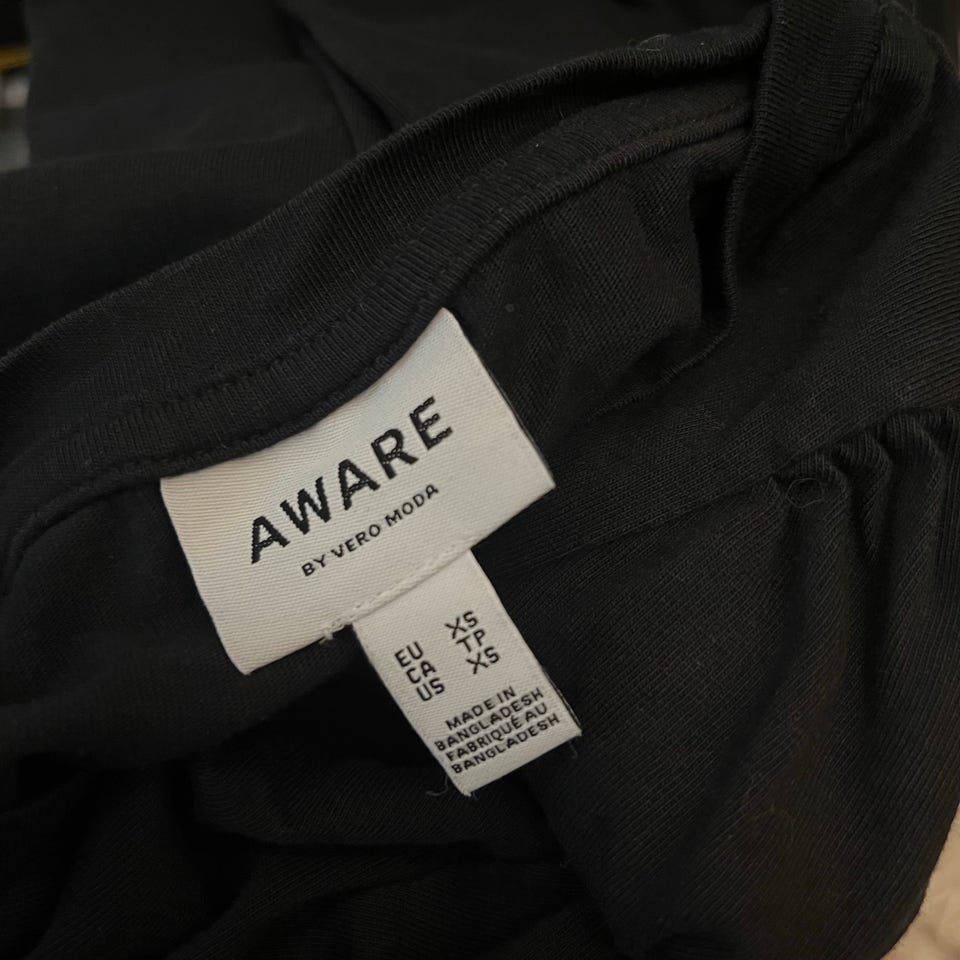 AWARE
BY VERO MODA
EU XS
CA TP
US XS
MADE IN
BANGLADESH
FABRIQUÉ AU
BANGLADESH